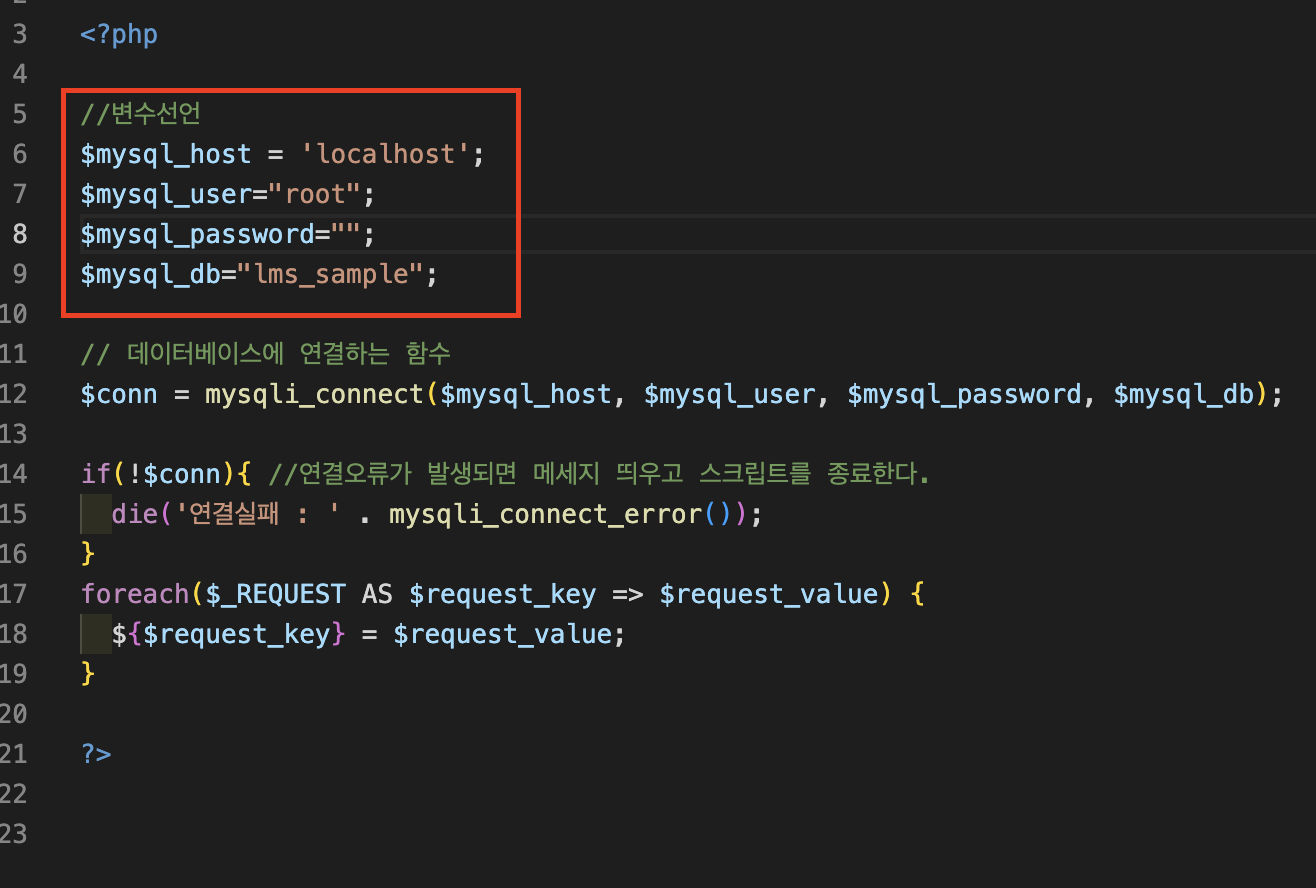 3 <?php
4
5 //변수선언
6 $mysql_host = 'localhost';
7 $mysql_user="root";
8 $mysql_password="";
9 $mysql_db="lms_sample";
10
11 // 데이터베이스에 연결하는 함수
12 $conn = mysqli_connect($mysql_host, $mysql_user, $mysql_password, $mysql_db);
13
14 if(!$conn){ //연결오류가 발생되면 메세지 띄우고 스크립트를 종료한다.
15 die('연결실패 : ' . mysqli_connect_error());
16 }
17 foreach($_REQUEST AS $request_key => $request_value) {
18 ${$request_key} = $request_value;
19 }
20
21 ?>
22
23